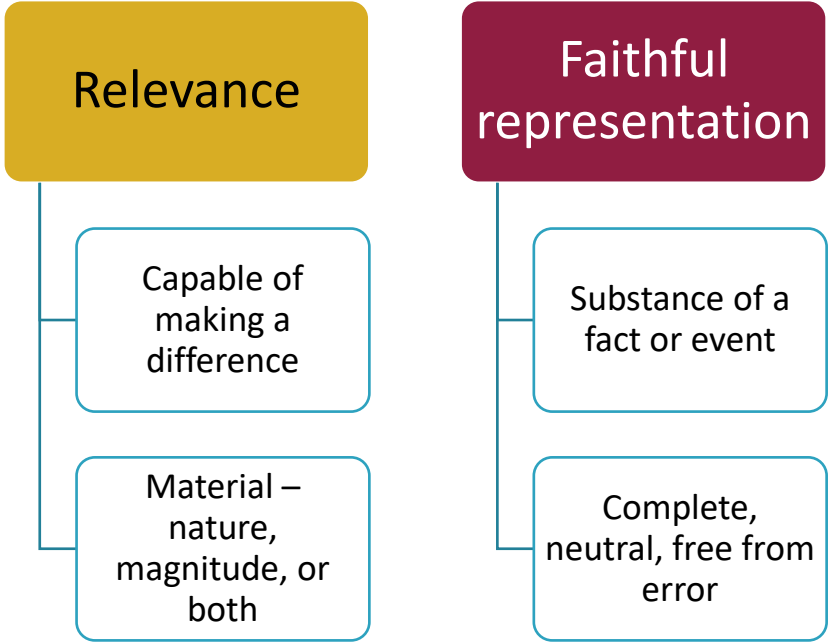 Relevance
Capable of
making a
difference
Material –
nature,
magnitude, or
both
Faithful
representation
Substance of a
fact or event
Complete,
neutral, free from
error